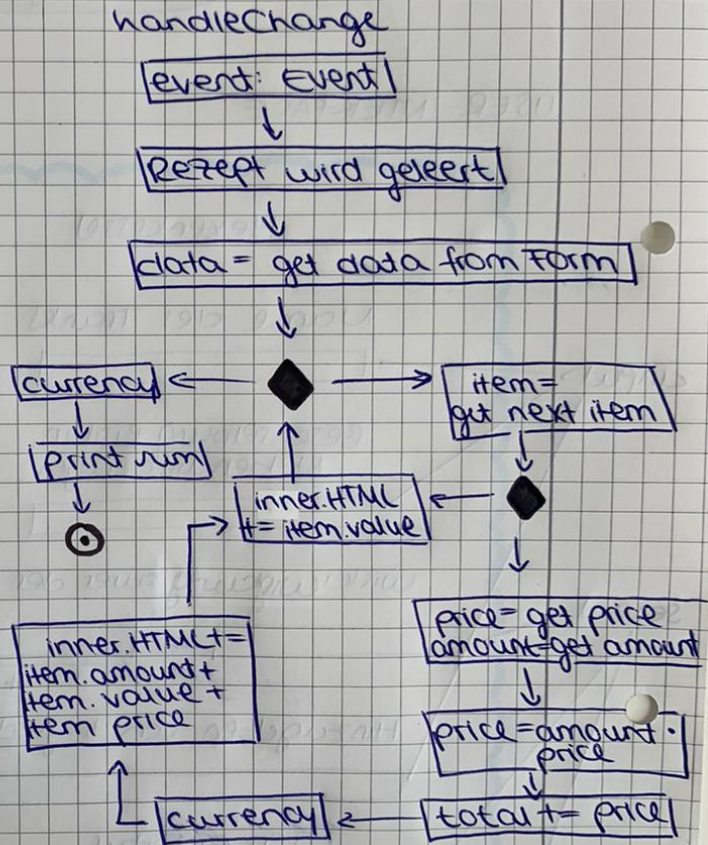 handleChange
event: Event
Rezept wird geleert
data = get data from Form
currency
item=
get next item
print num
inner.HTML
+= item.value
price= get price
amount=get amount
inner.HTML +=
item.amount+
item.value +
item price
price=amount ·
price
currency
total += price